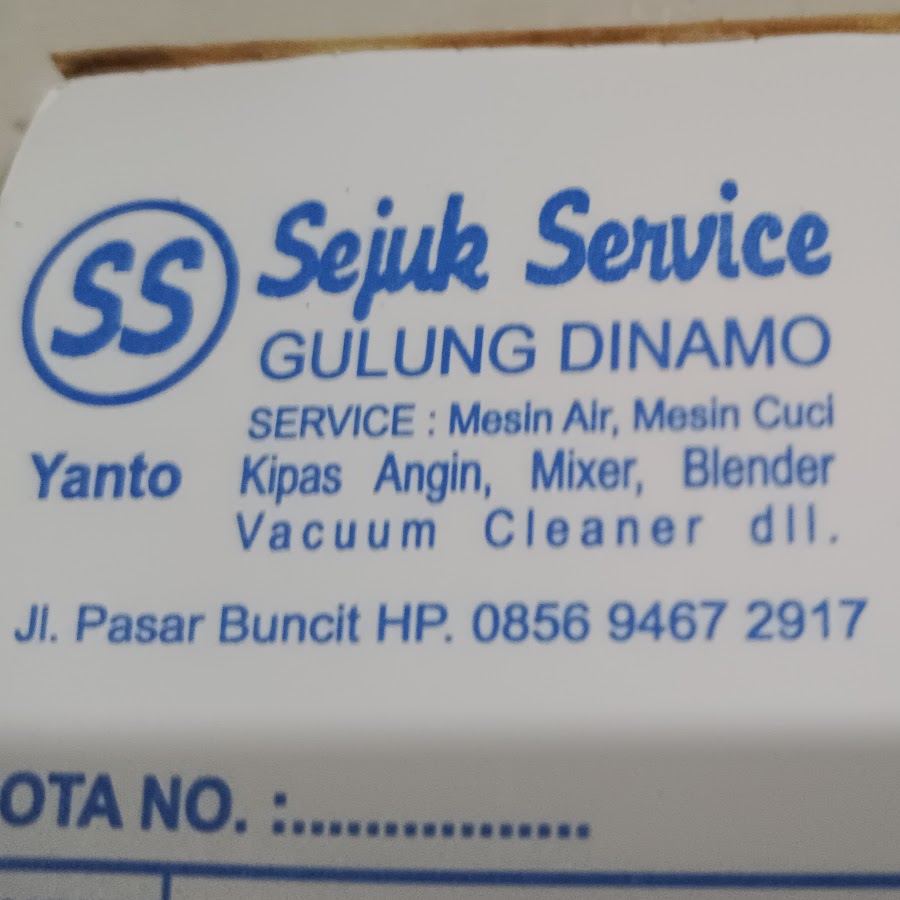 SS
Sejuk Service
GULUNG DINAMO
SERVICE : Mesin Air, Mesin Cuci
Yanto Kipas Angin, Mixer, Blender
Vacuum Cleaner dll.
Jl. Pasar Buncit HP. 0856 9467 2917
OTA NO. :..................